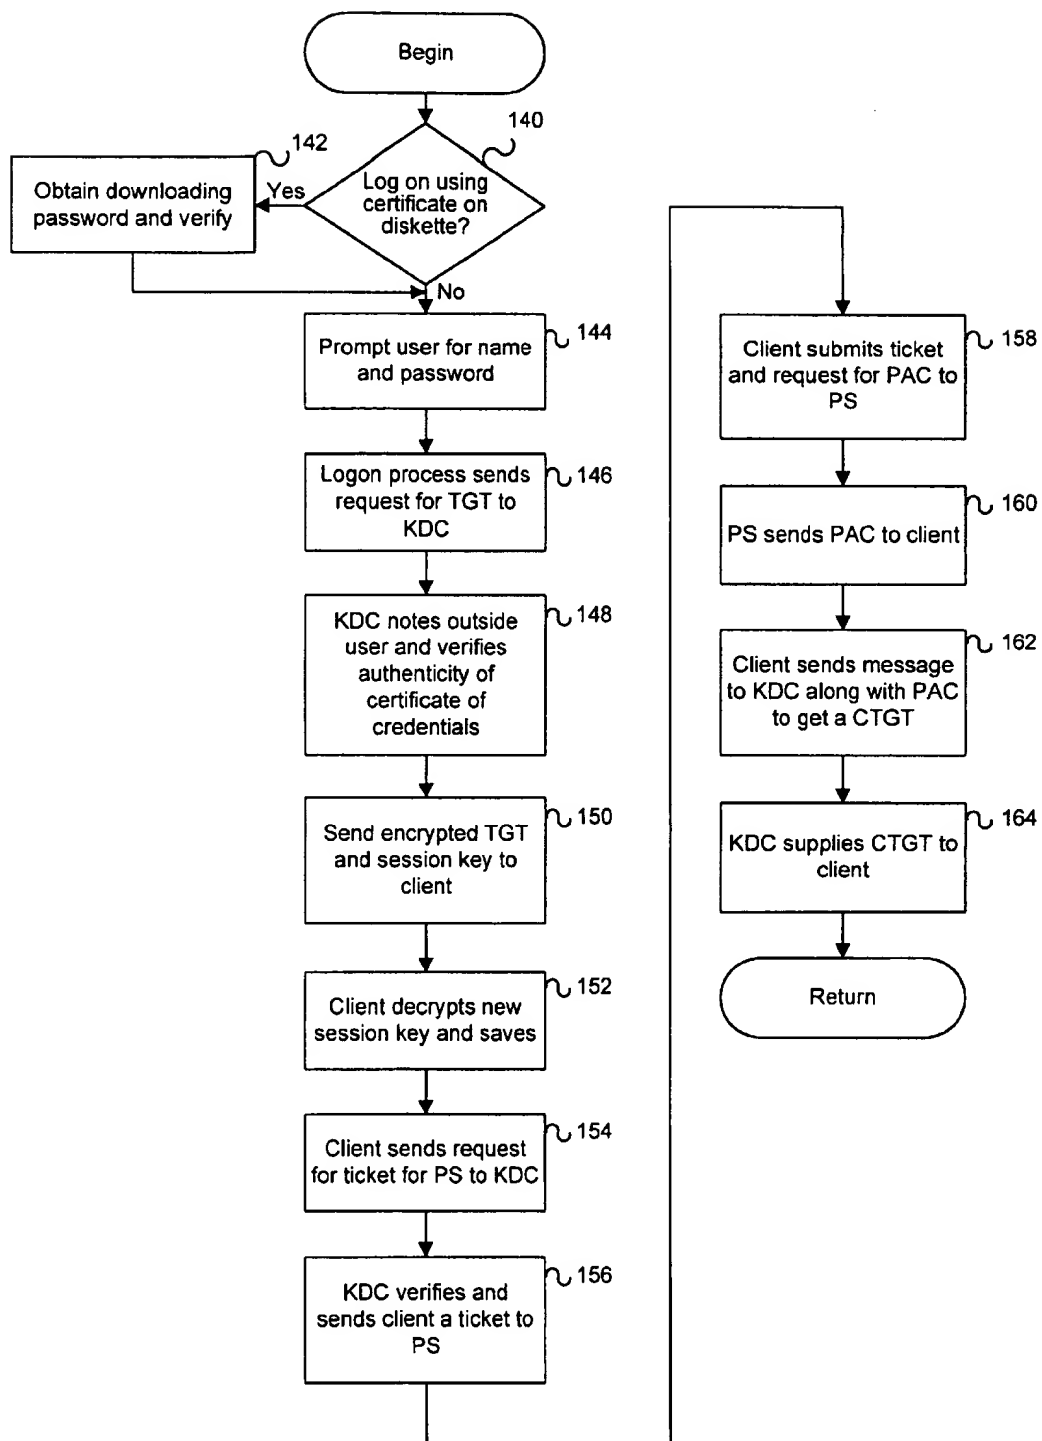 Begin
140
Log on using
certificate on
diskette?
Yes
142
Obtain downloading
password and verify
No
144
Prompt user for name
and password
146
Logon process sends
request for TGT to
KDC
148
KDC notes outside
user and verifies
authenticity of
certificate of
credentials
150
Send encrypted TGT
and session key to
client
152
Client decrypts new
session key and saves
154
Client sends request
for ticket for PS to KDC
156
KDC verifies and
sends client a ticket to
PS
158
Client submits ticket
and request for PAC to
PS
160
PS sends PAC to client
162
Client sends message
to KDC along with PAC
to get a CTGT
164
KDC supplies CTGT to
client
Return